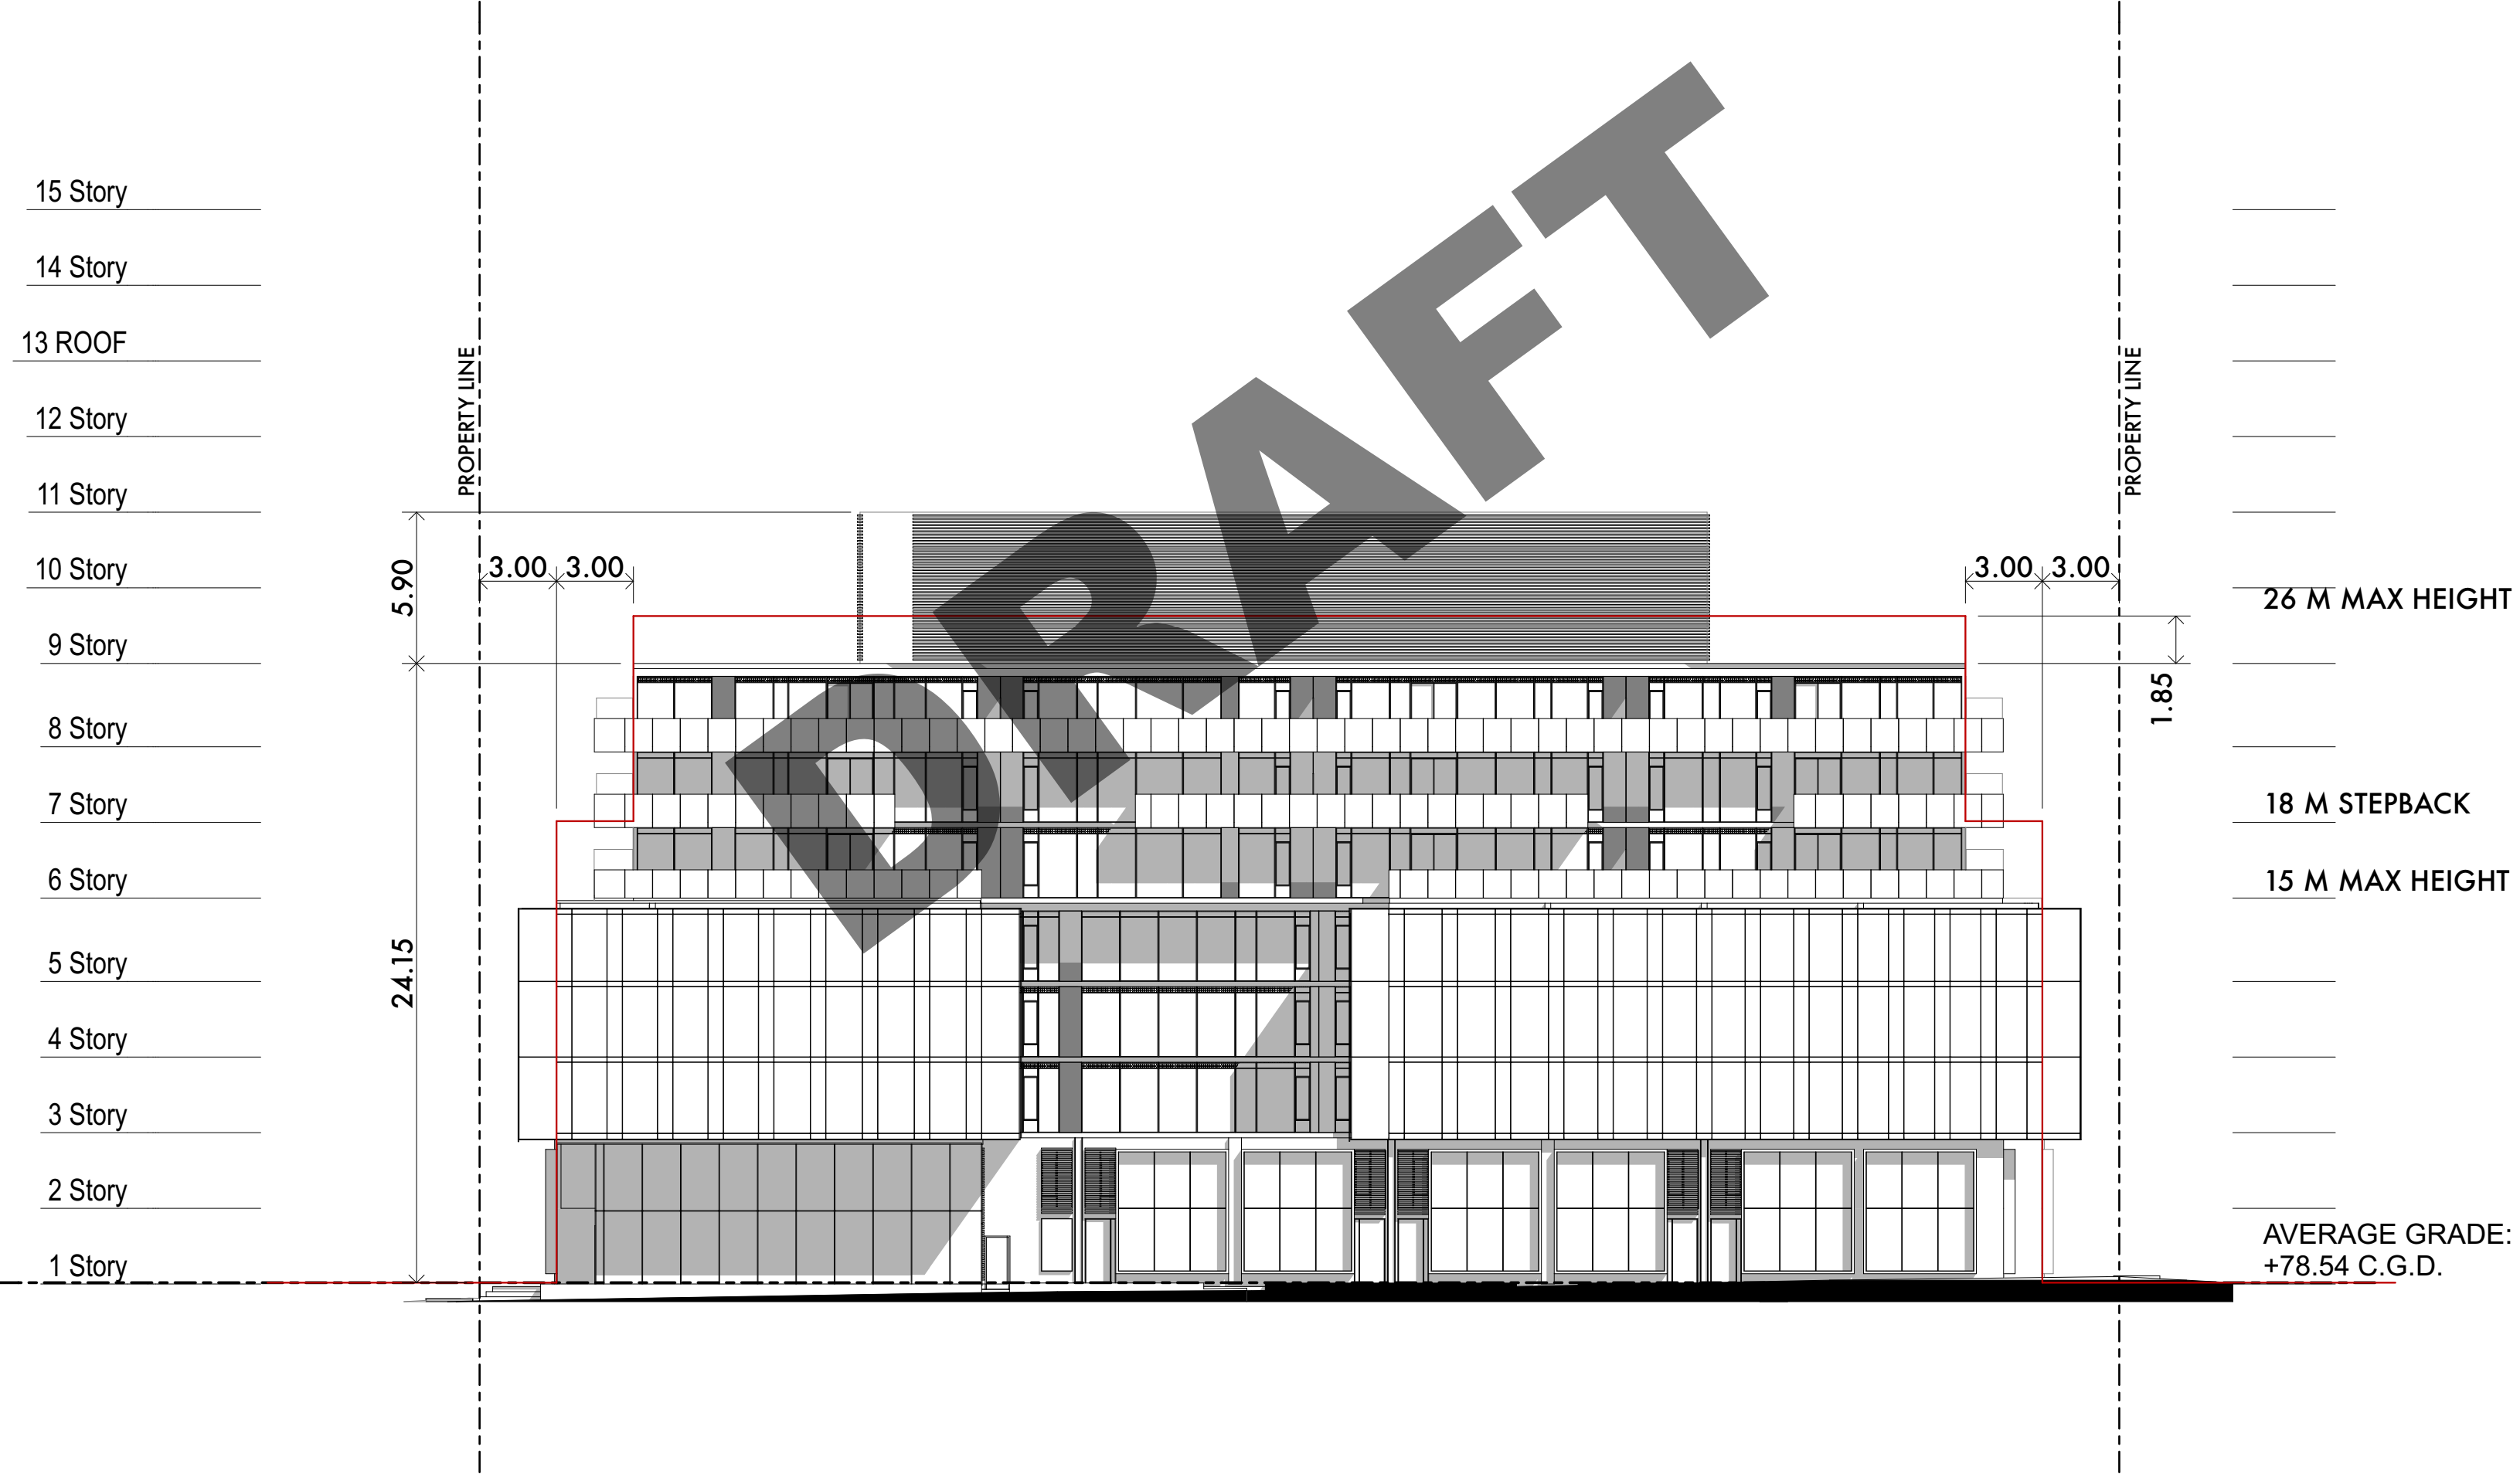 DRAFT
15 Story
14 Story
13 ROOF
12 Story
11 Story
10 Story
9 Story
8 Story
7 Story
6 Story
5 Story
4 Story
3 Story
2 Story
1 Story
PROPERTY LINE
5.90
24.15
3.00 3.00
3.00 3.00
PROPERTY LINE
1.85
26 M MAX HEIGHT
18 M STEPBACK
15 M MAX HEIGHT
AVERAGE GRADE:
+78.54 C.G.D.